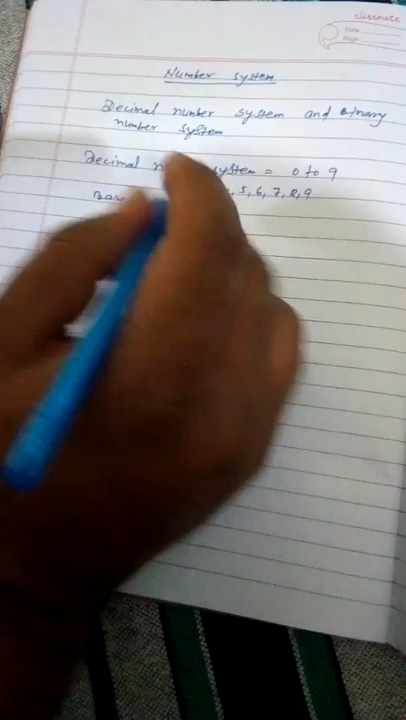 classmate
Date
Page
Number system
Decimal number system and Binary
number system
Decimal system = 0 to 9
5, 6, 7, 8, 9